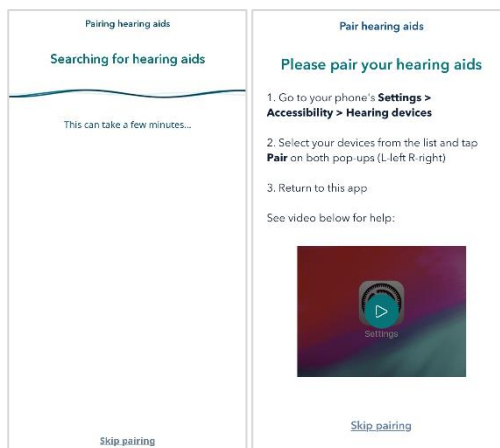 Pairing hearing aids
Searching for hearing aids
This can take a few minutes...
Skip pairing
Pair hearing aids
Please pair your hearing aids
1. Go to your phone's Settings >
Accessibility > Hearing devices
2. Select your devices from the list and tap
Pair on both pop-ups (L-left R-right)
3. Return to this app
See video below for help:
Settings
Skip pairing